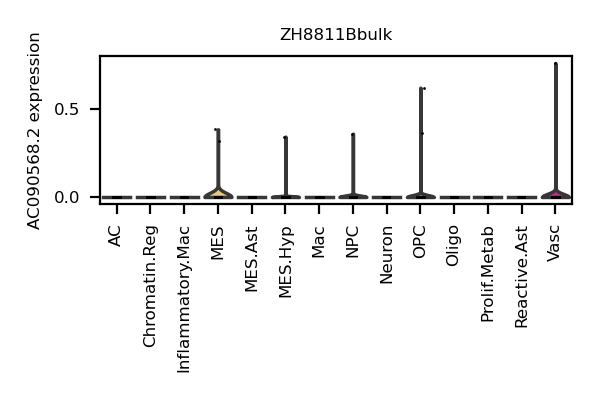 ZH8811Bbulk
AC090568.2 expression
0.5
0.0
AC
Chromatin.Reg
Inflammatory.Mac
MES
MES.Ast
MES.Hyp
Mac
NPC
Neuron
OPC
Oligo
Prolif.Metab
Reactive.Ast
Vasc